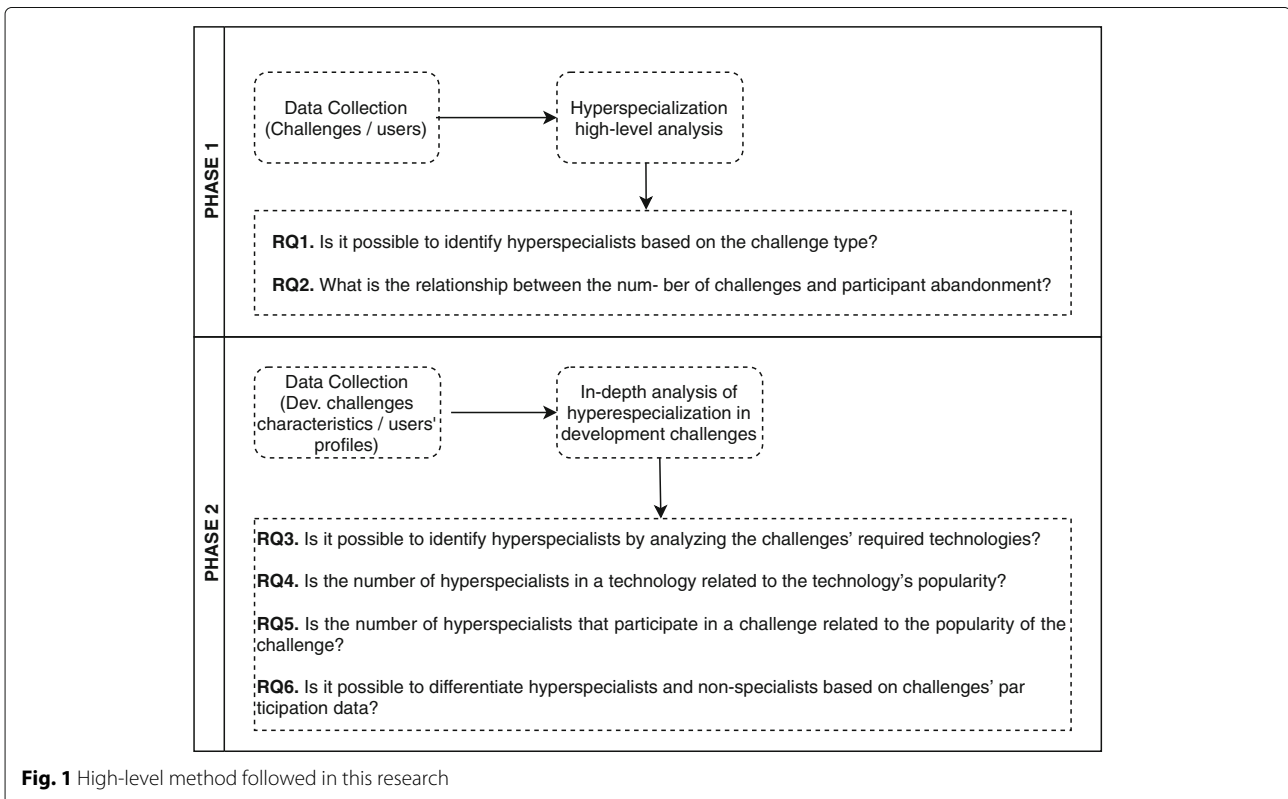 PHASE 1
Data Collection
(Challenges / users)
Hyperspecialization
high-level analysis
RQ1. Is it possible to identify hyperspecialists based on the challenge type?
RQ2. What is the relationship between the num- ber of challenges and participant abandonment?
PHASE 2
Data Collection
(Dev. challenges
characteristics / users'
profiles)
In-depth analysis of
hyperespecialization in
development challenges
RQ3. Is it possible to identify hyperspecialists by analyzing the challenges' required technologies?
RQ4. Is the number of hyperspecialists in a technology related to the technology's popularity?
RQ5. Is the number of hyperspecialists that participate in a challenge related to the popularity of the
challenge?
RQ6. Is it possible to differentiate hyperspecialists and non-specialists based on challenges' par
ticipation data?
Fig. 1 High-level method followed in this research